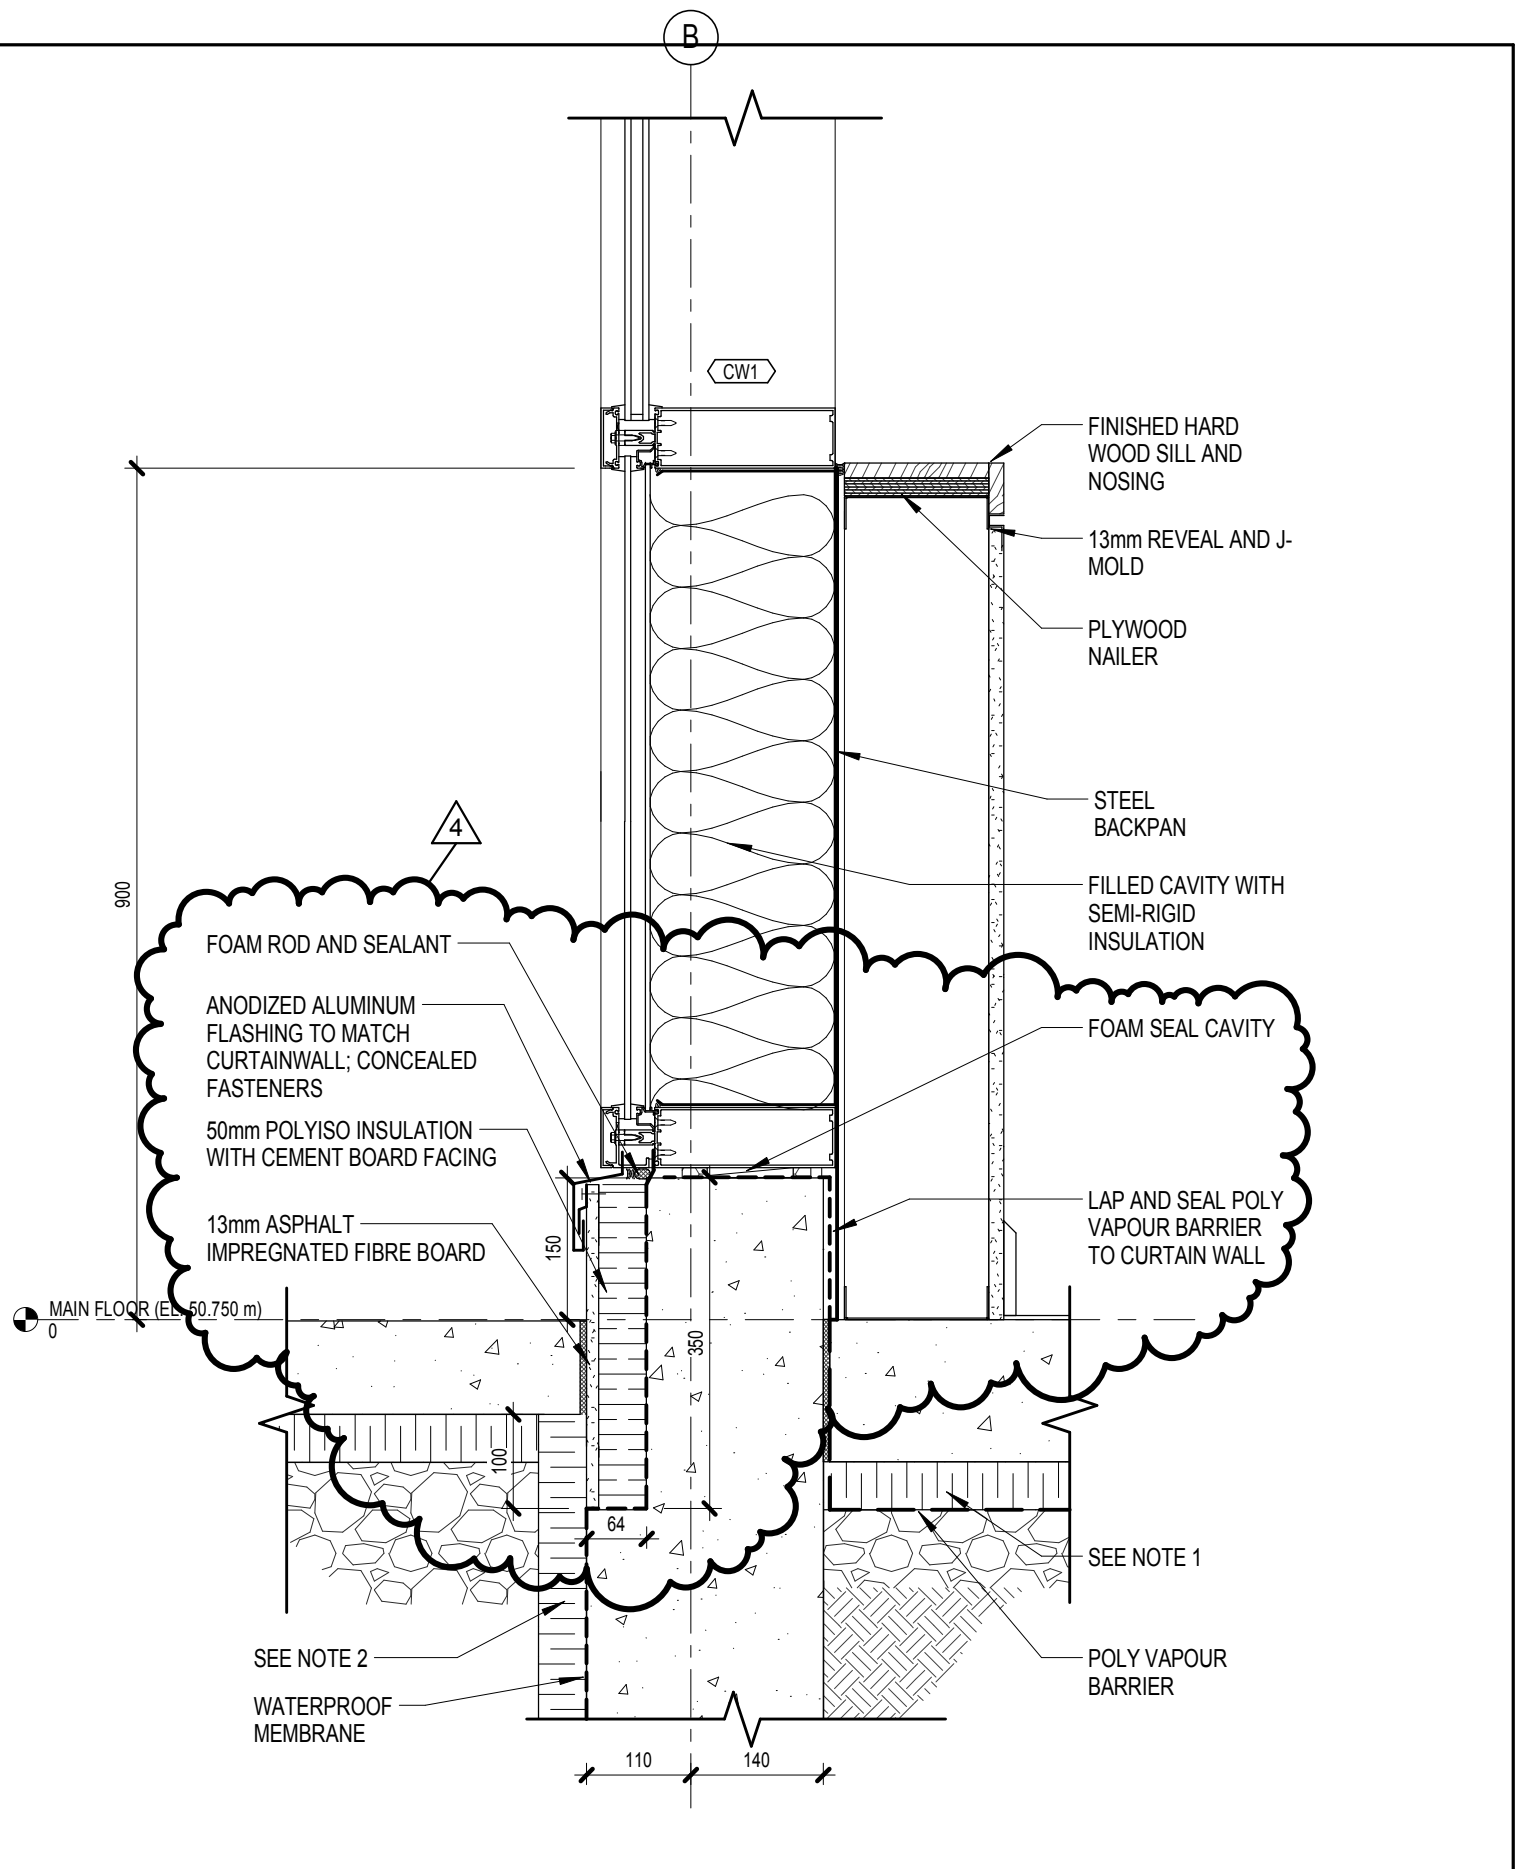 B
CW1
FINISHED HARD
WOOD SILL AND
NOSING
13mm REVEAL AND J-
MOLD
PLYWOOD
NAILER
STEEL
BACKPAN
4
900
FILLED CAVITY WITH
SEMI-RIGID
INSULATION
FOAM ROD AND SEALANT
ANODIZED ALUMINUM
FLASHING TO MATCH
CURTAINWALL; CONCEALED
FASTENERS
FOAM SEAL CAVITY
50mm POLYISO INSULATION
WITH CEMENT BOARD FACING
13mm ASPHALT
IMPREGNATED FIBRE BOARD
150
LAP AND SEAL POLY
VAPOUR BARRIER
TO CURTAIN WALL
MAIN FLOOR (EL. 50.750 m)
0
350
100
64
SEE NOTE 1
SEE NOTE 2
POLY VAPOUR
BARRIER
WATERPROOF
MEMBRANE
110
140